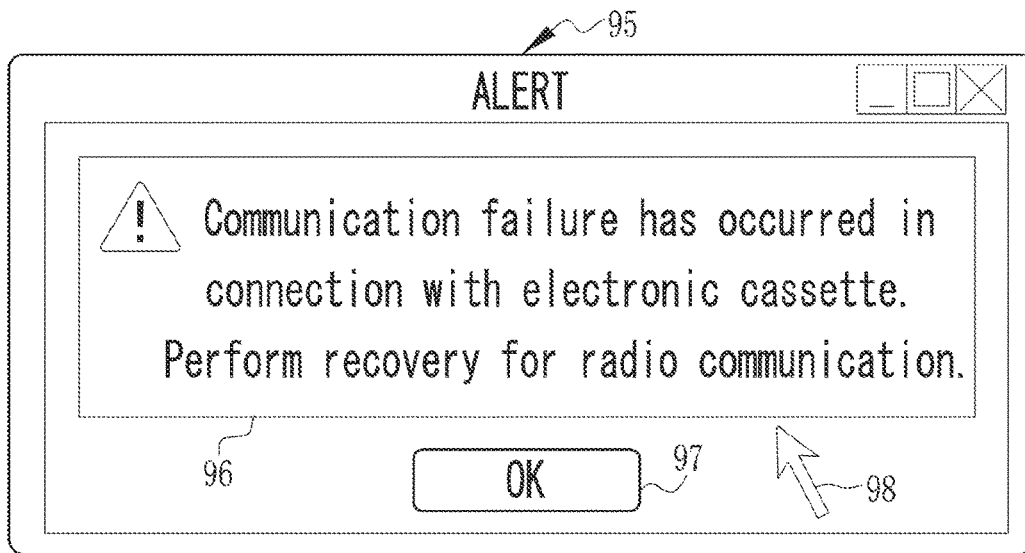 95
ALERT
! Communication failure has occurred in
connection with electronic cassette.
Perform recovery for radio communication.
96
OK
97
98